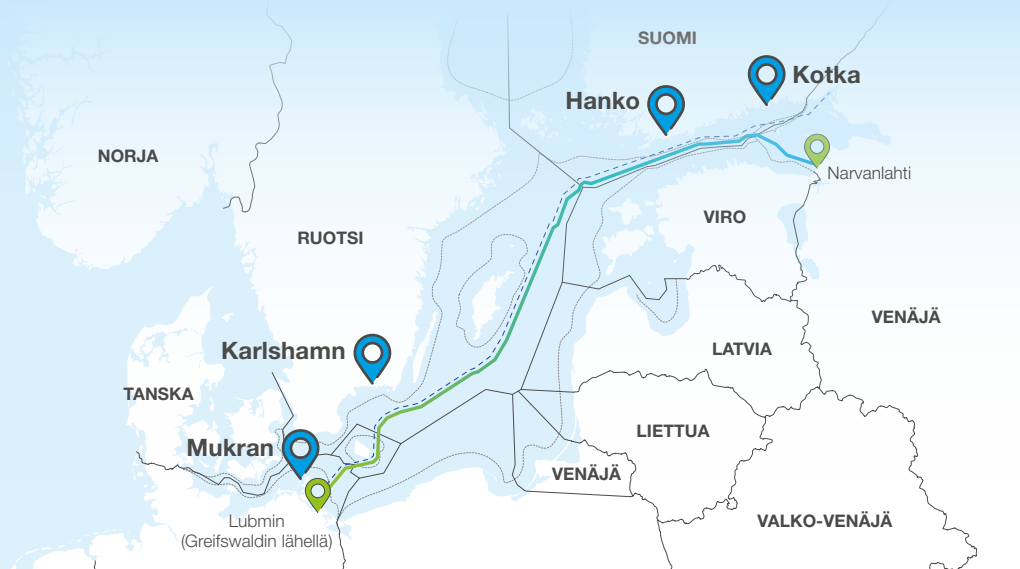 SUOMI
Kotka
Hanko
NORJA
Narvanlahti
VIRO
RUOTSI
VENÄJÄ
Karlshamn
LATVIA
TANSKA
LIETTUA
Mukran
VENÄJÄ
Lubmin
(Greifswaldin lähellä)
VALKO-VENÄJÄ